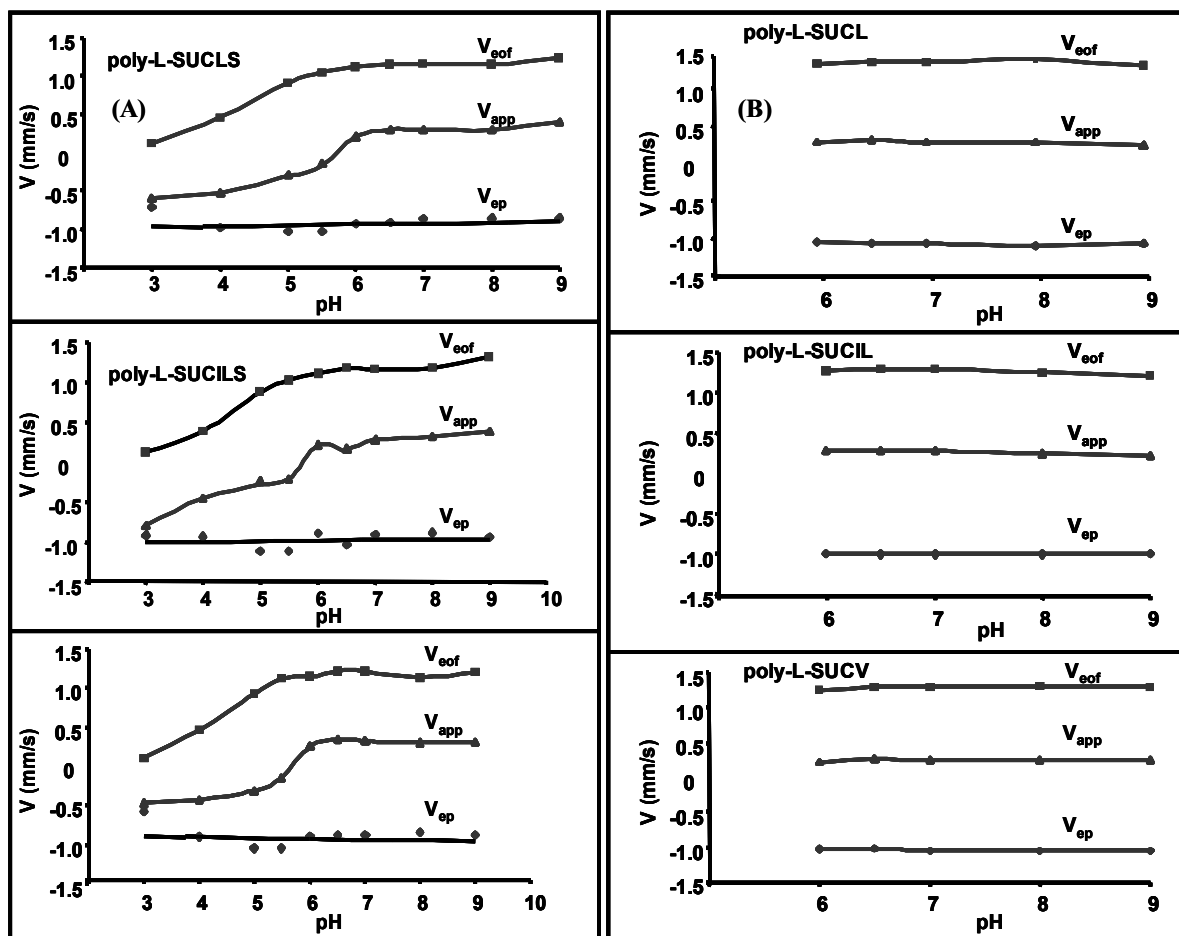 poly-L-SUCLS
(A)
V (mm/s)
1.5
1.0
0.5
0
-0.5
-1.0
-1.5
Veof
Vapp
Vep
3 4 5 6 7 8 9
pH
poly-L-SUCILS
V (mm/s)
1.5
1.0
0.5
0
-0.5
-1.0
-1.5
Veof
Vapp
Vep
3 4 5 6 7 8 9 10
pH
V (mm/s)
1.5
1.0
0.5
0
-0.5
-1.0
-1.5
Veof
Vapp
Vep
3 4 5 6 7 8 9 10
pH
poly-L-SUCL
(B)
V (mm/s)
1.5
1.0
0.5
0
-0.5
-1.0
-1.5
Veof
Vapp
Vep
6 7 8 9
pH
poly-L-SUCIL
V (mm/s)
1.5
1.0
0.5
0
-0.5
-1.0
-1.5
Veof
Vapp
Vep
6 7 8 9
pH
poly-L-SUCV
V (mm/s)
1.5
1.0
0.5
0
-0.5
-1.0
-1.5
Veof
Vapp
Vep
6 7 8 9
pH